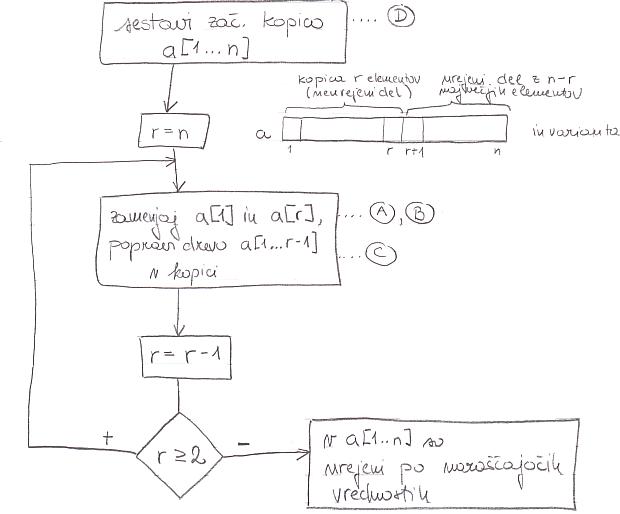 sestavi zač. kopico
a[1...n]
.... D
r=n
kopica r elementov
(neurejeni del)
urejeni del z n-r
največjih elementov
a
1
r
r+1
n
invarianta
zamenjaj a[1] in a[r],
.... A, B
popravi drevo a[1...r-1]
v kopici
.... C
r = r-1
r ≥ 2
+
-
v a[1..n] so
urejeni po naraščajočih
vrednostih